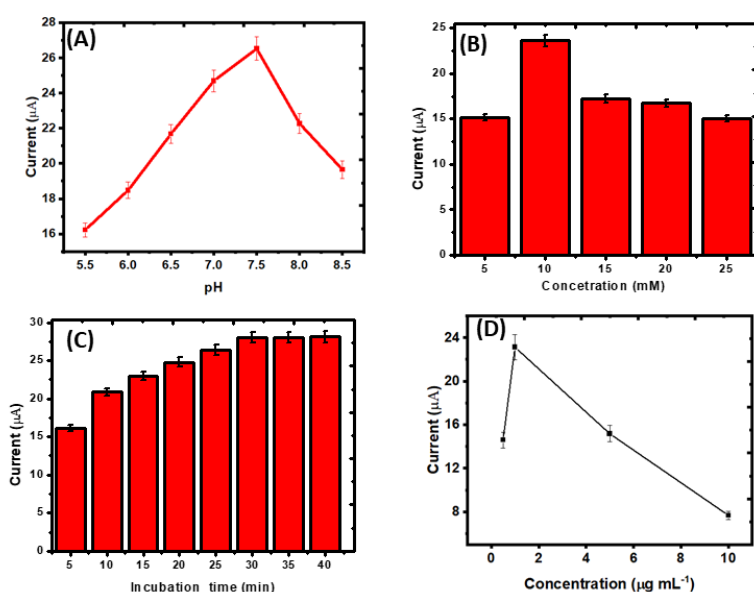 (A)
28
26
24
22
20
18
16
Current (μA)
5.5 6.0 6.5 7.0 7.5 8.0 8.5
pH
(B)
25
20
15
10
5
0
Current (μA)
5 10 15 20 25
Concetration (mM)
(C)
30
25
20
15
10
5
0
Current (μA)
5 10 15 20 25 30 35 40
Incubation time (min)
(D)
24
20
16
12
8
Current (μA)
0 2 4 6 8 10
Concentration (μg mL⁻¹)